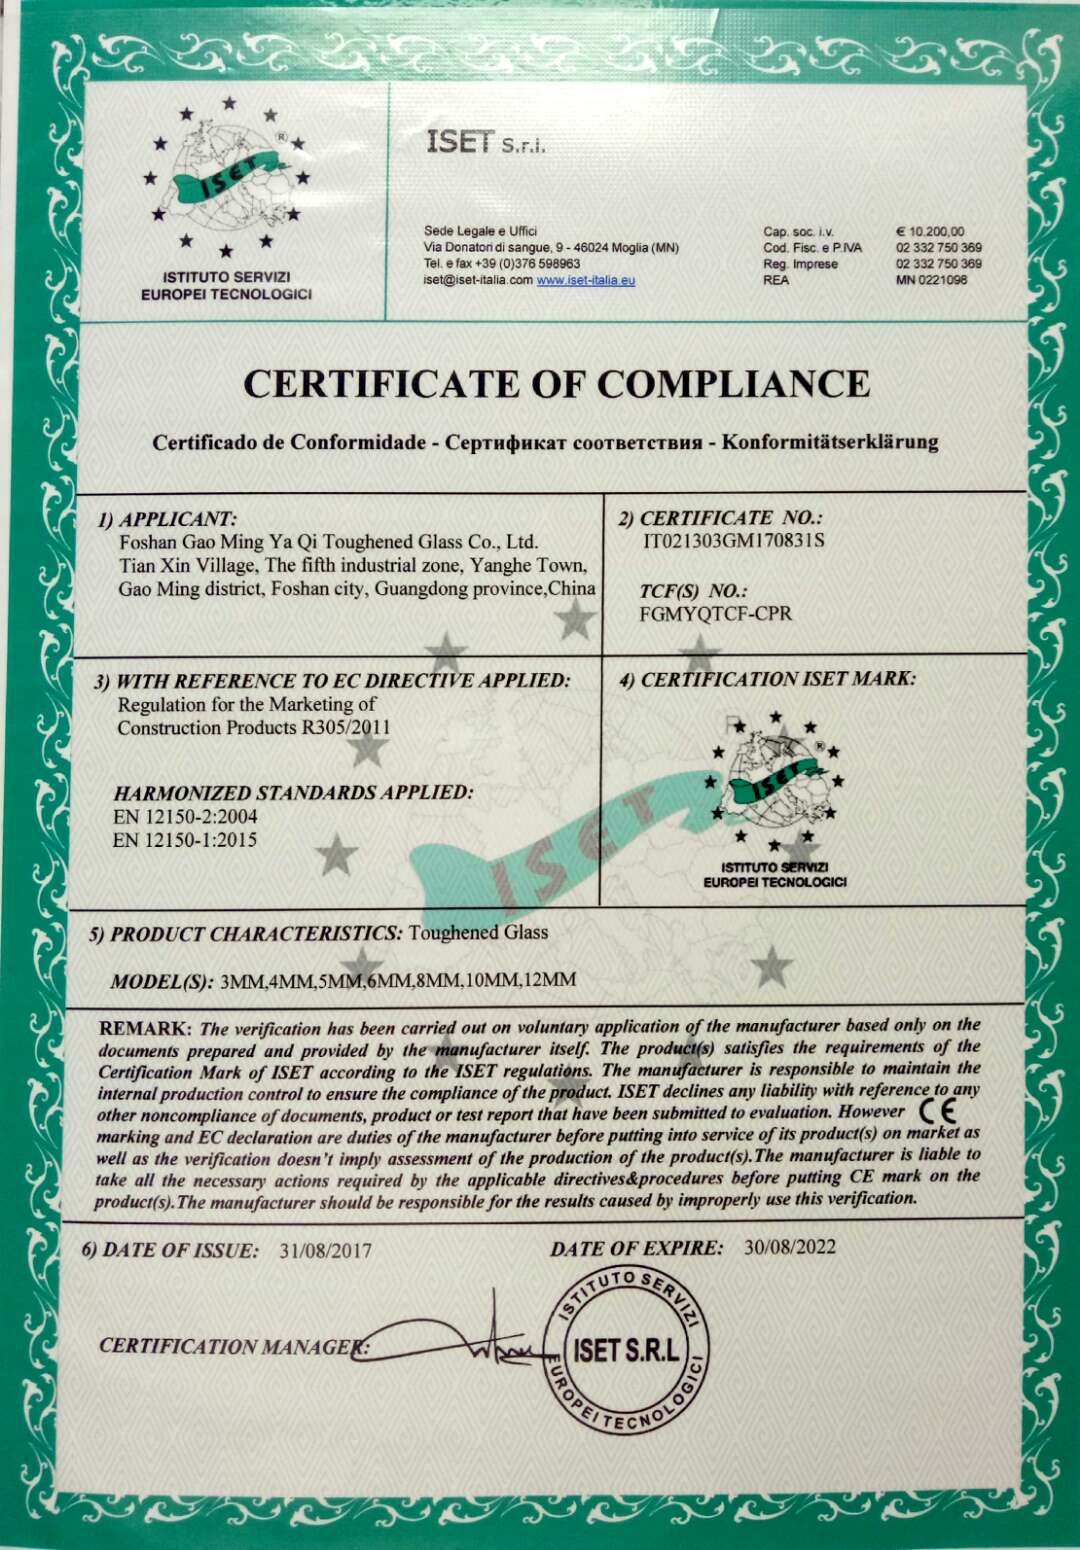 ISET
®
ISTITUTO SERVIZI
EUROPEI TECNOLOGICI
ISET S.r.l.
Sede Legale e Uffici
Via Donatori di sangue, 9 - 46024 Moglia (MN)
Tel. e fax +39 (0)376 598963
iset@iset-italia.com www.iset-italia.eu
Cap. soc. i.v. € 10.200,00
Cod. Fisc. e P.IVA 02 332 750 369
Reg. Imprese 02 332 750 369
REA MN 0221098
CERTIFICATE OF COMPLIANCE
Certificado de Conformidade - Сертификат соответствия - Konformitätserklärung
1) APPLICANT:
Foshan Gao Ming Ya Qi Toughened Glass Co., Ltd.
Tian Xin Village, The fifth industrial zone, Yanghe Town,
Gao Ming district, Foshan city, Guangdong province,China
2) CERTIFICATE NO.:
IT021303GM170831S
TCF(S) NO.:
FGMYQTCF-CPR
3) WITH REFERENCE TO EC DIRECTIVE APPLIED:
Regulation for the Marketing of
Construction Products R305/2011
HARMONIZED STANDARDS APPLIED:
EN 12150-2:2004
EN 12150-1:2015
4) CERTIFICATION ISET MARK:
ISET
®
ISTITUTO SERVIZI
EUROPEI TECNOLOGICI
ISET
5) PRODUCT CHARACTERISTICS: Toughened Glass
MODEL(S): 3MM,4MM,5MM,6MM,8MM,10MM,12MM
REMARK: The verification has been carried out on voluntary application of the manufacturer based only on the
documents prepared and provided by the manufacturer itself. The product(s) satisfies the requirements of the
Certification Mark of ISET according to the ISET regulations. The manufacturer is responsible to maintain the
internal production control to ensure the compliance of the product. ISET declines any liability with reference to any
other noncompliance of documents, product or test report that have been submitted to evaluation. However CE
marking and EC declaration are duties of the manufacturer before putting into service of its product(s) on market as
well as the verification doesn't imply assessment of the production of the product(s).The manufacturer is liable to
take all the necessary actions required by the applicable directives&procedures before putting CE mark on the
product(s).The manufacturer should be responsible for the results caused by improperly use this verification.
6) DATE OF ISSUE: 31/08/2017
DATE OF EXPIRE: 30/08/2022
CERTIFICATION MANAGER:
ISTITUTO SERVIZI
ISET S.R.L
EUROPEI TECNOLOGICI